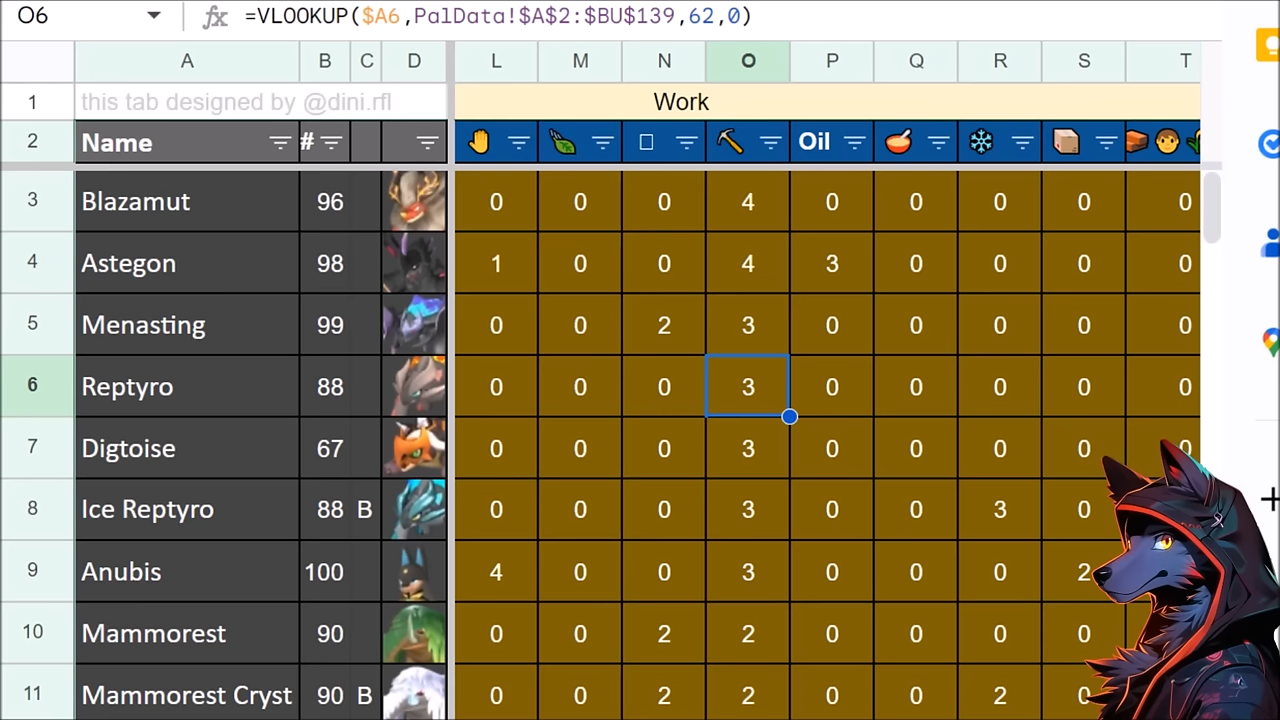 O6 fx =VLOOKUP($A6,PalData!$A$2:$BU$139,62,0)
A B C D L M N O P Q R S T
1 this tab designed by @dini.rfl Work
2 Name # Oil
3 Blazamut 96 0 0 0 4 0 0 0 0 0
4 Astegon 98 1 0 0 4 3 0 0 0 0
5 Menasting 99 0 0 2 3 0 0 0 0 0
6 Reptyro 88 0 0 0 3 0 0 0 0 0
7 Digtoise 67 0 0 0 3 0 0 0 0 0
8 Ice Reptyro 88 B 0 0 0 3 0 0 3 0
9 Anubis 100 4 0 0 3 0 0 0 2
10 Mammorest 90 0 0 2 2 0 0 0 0
11 Mammorest Cryst 90 B 0 0 2 2 0 0 2 0